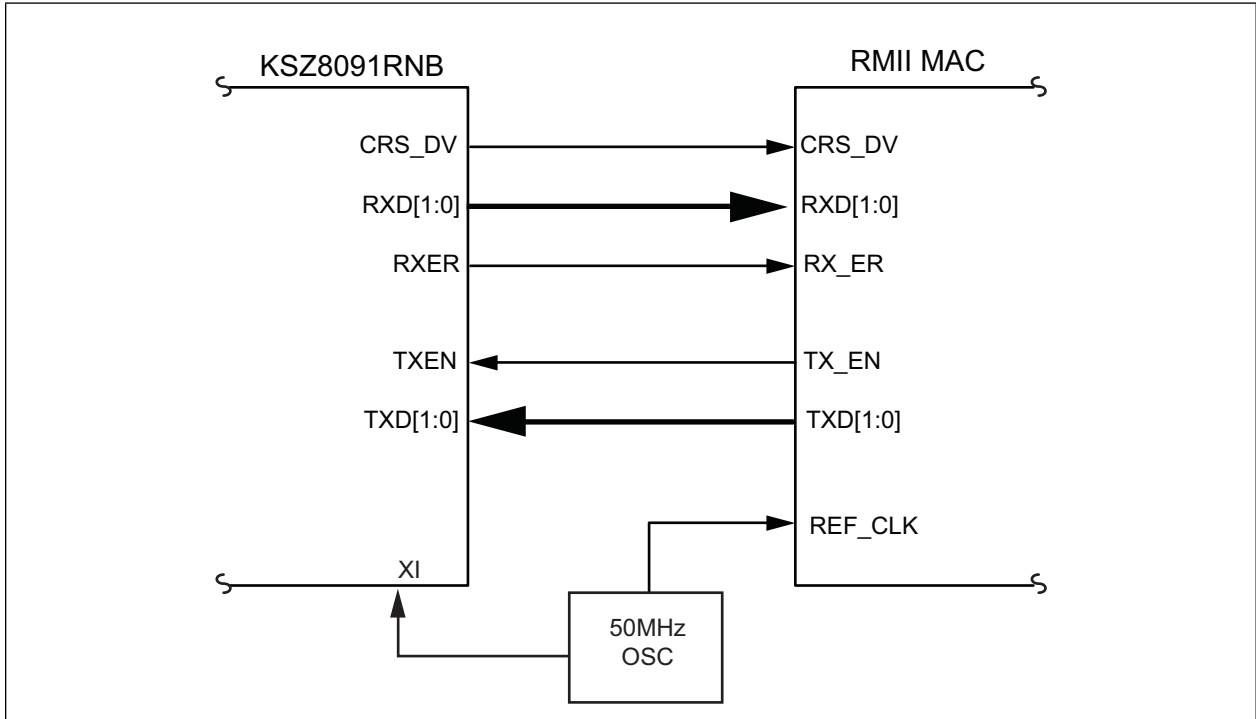 KSZ8091RNB
RMII MAC
CRS_DV
CRS_DV
RXD[1:0]
RXD[1:0]
RXER
RX_ER
TXEN
TX_EN
TXD[1:0]
TXD[1:0]
REF_CLK
XI
50MHz
OSC